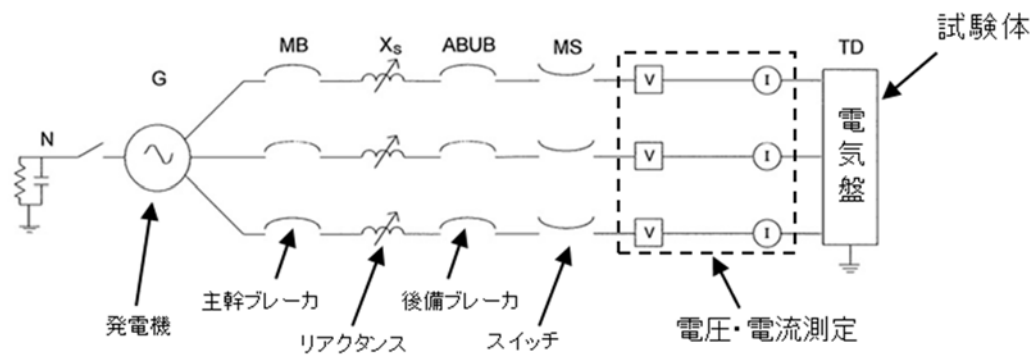 試験体
MB
Xs
ABUB
MS
TD
G
N
V
I
V
I
V
I
電気盤
発電機
主幹ブレーカ
リアクタンス
後備ブレーカ
スイッチ
電圧・電流測定